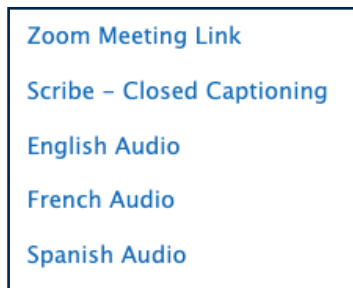 Zoom Meeting Link
Scribe – Closed Captioning
English Audio
French Audio
Spanish Audio